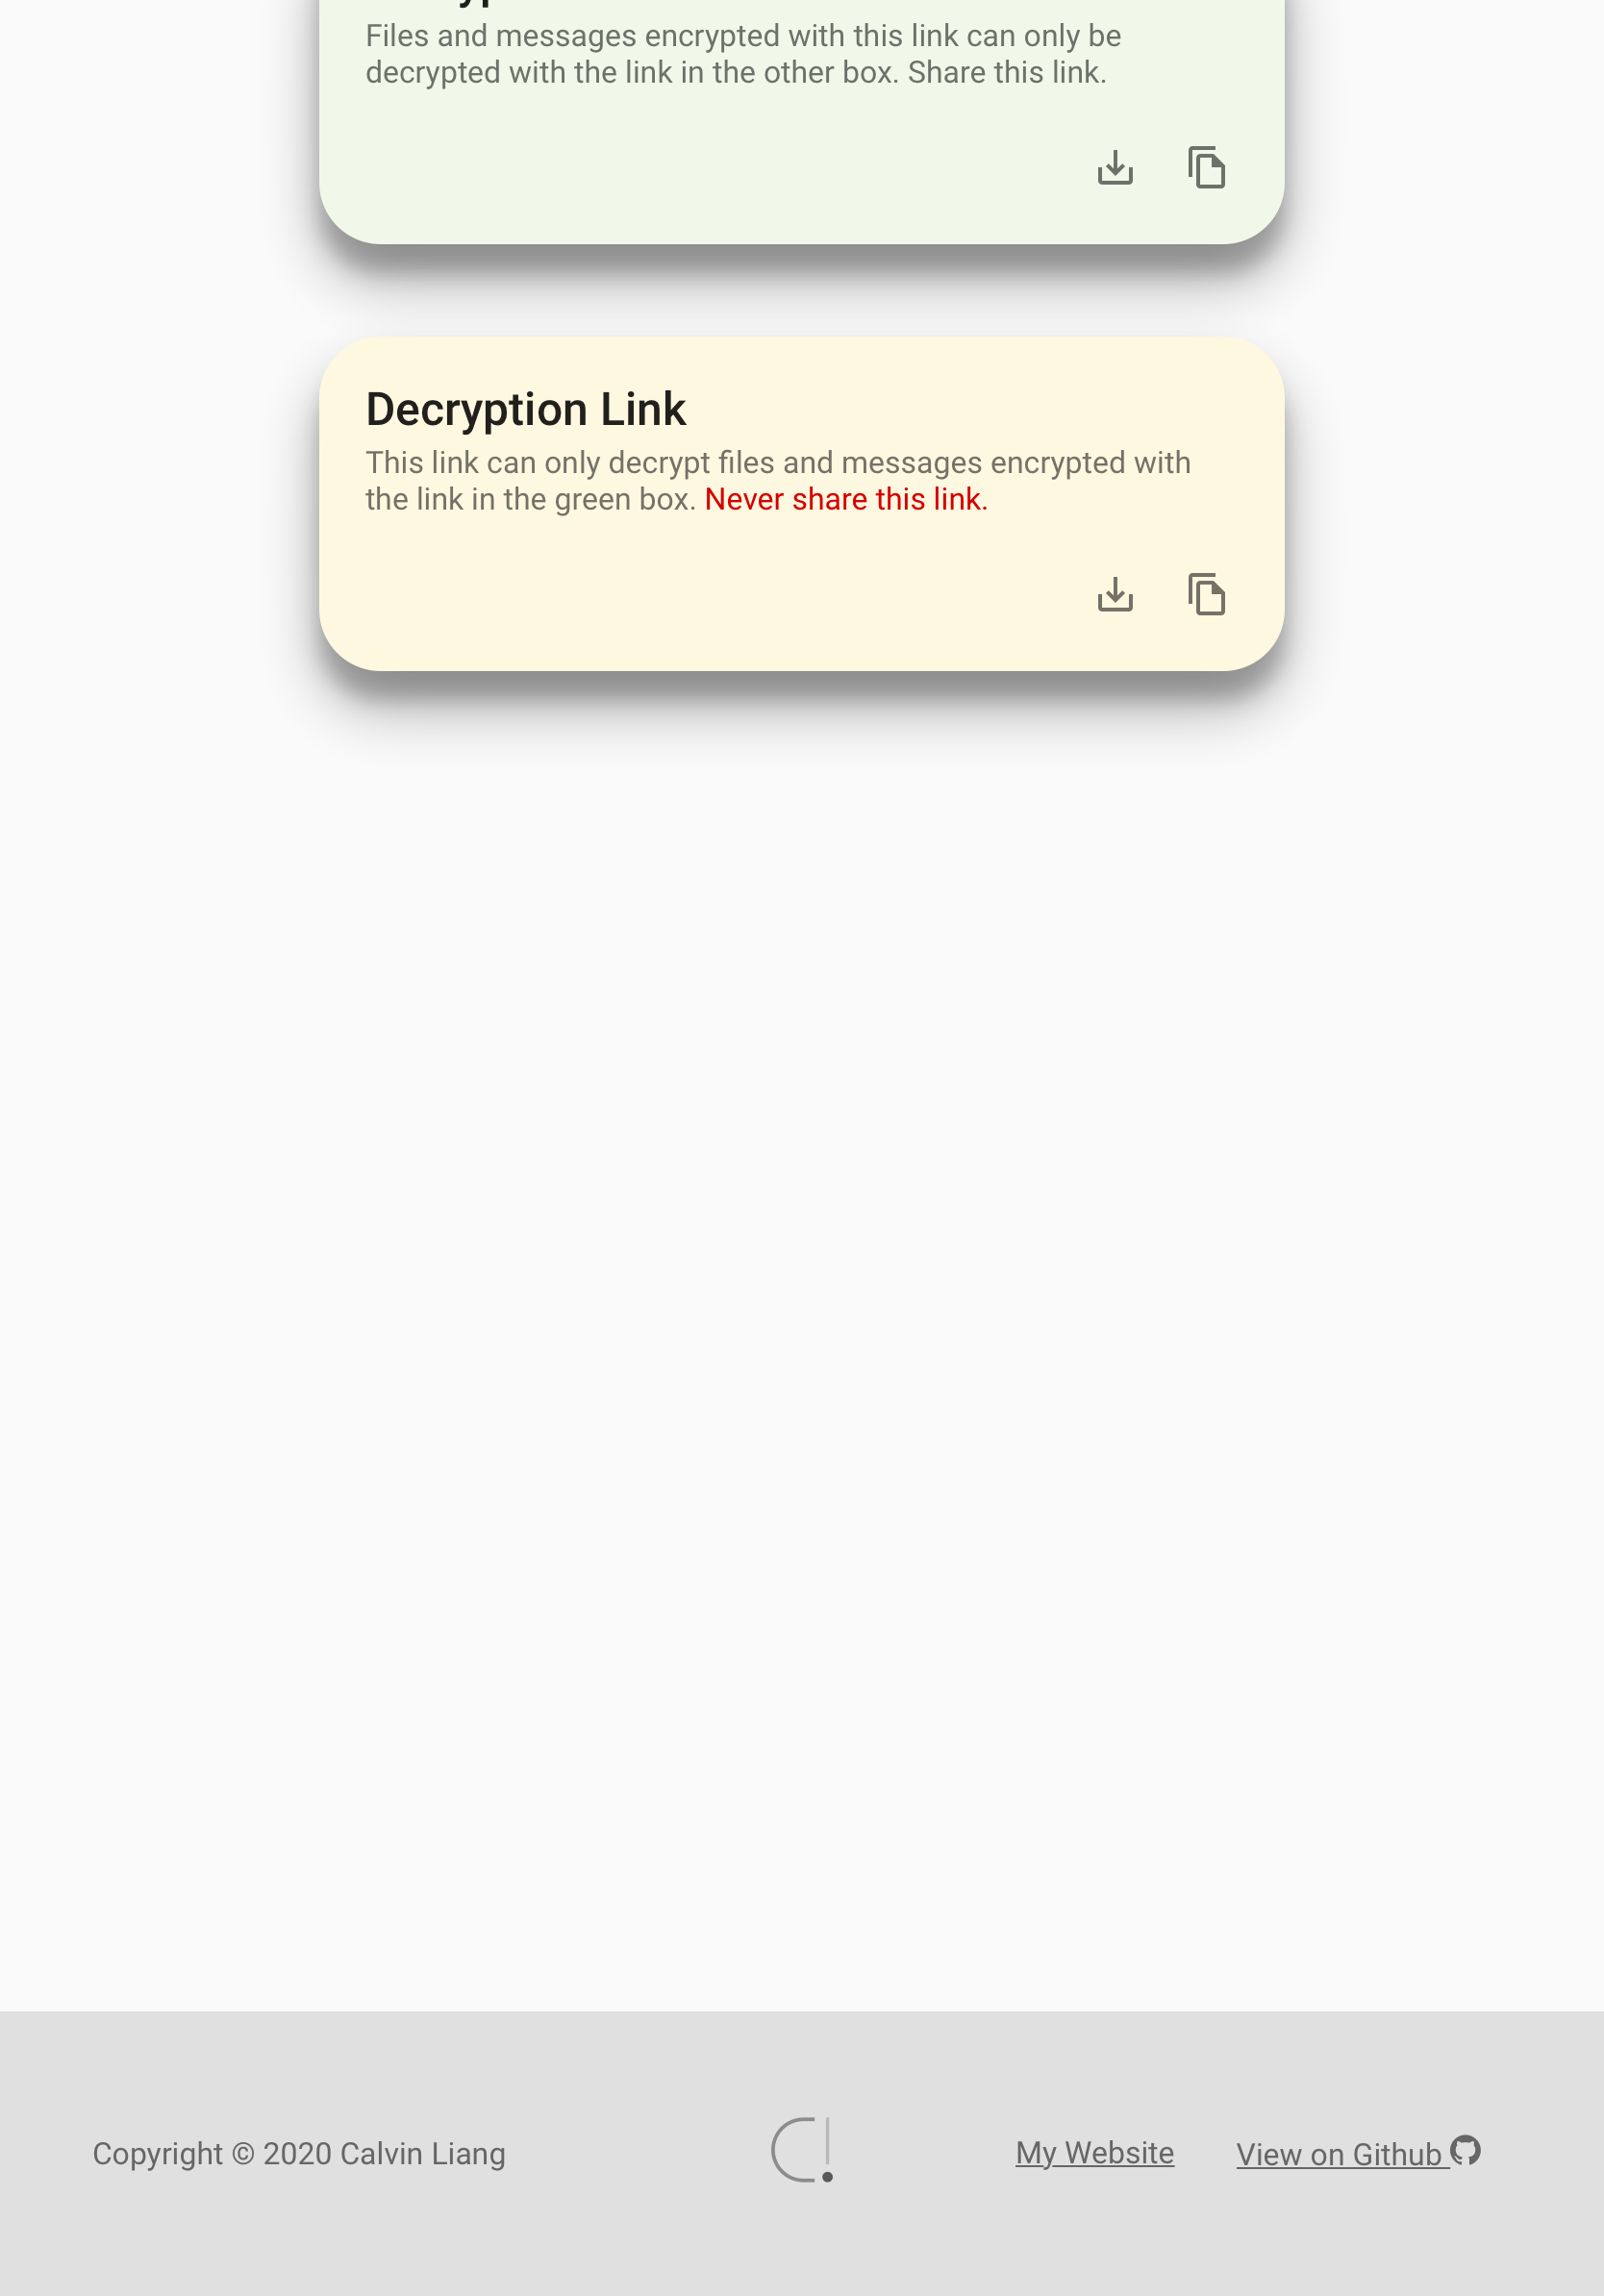 Files and messages encrypted with this link can only be
decrypted with the link in the other box. Share this link.
Decryption Link
This link can only decrypt files and messages encrypted with
the link in the green box. Never share this link.
Copyright © 2020 Calvin Liang
My Website
View on Github